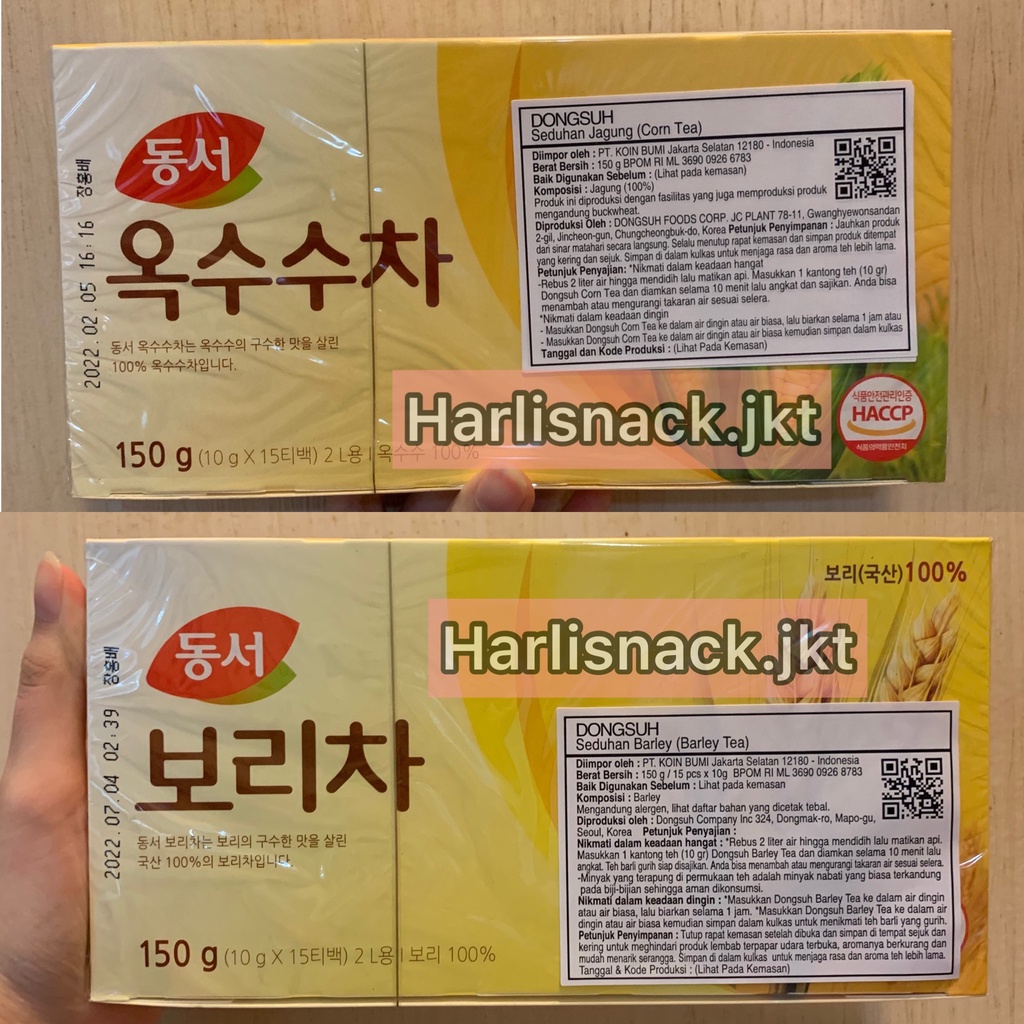 동서
옥수수차
동서 옥수수차는 옥수수의 구수한 맛을 살린
100% 옥수수차입니다.
150 g (10 g X 15티백) 2 L용 I 옥수수 100%
2022. 02. 05 16:16 장용배
DONGSUH
Seduhan Jagung (Corn Tea)
Diimpor oleh : PT. KOIN BUMI Jakarta Selatan 12180 - Indonesia
Berat Bersih : 150 g BPOM RI ML 3690 0926 6783
Baik Digunakan Sebelum : (Lihat pada kemasan)
Komposisi : Jagung (100%)
Produk ini diproduksi dengan fasilitas yang juga memproduksi produk
mengandung buckwheat.
Diproduksi Oleh : DONGSUH FOODS CORP. JC PLANT 78-11, Gwanghyewonsandan
2-gil, Jincheon-gun, Chungcheongbuk-do, Korea Petunjuk Penyimpanan : Jauhkan produk
dari sinar matahari secara langsung. Selalu menutup rapat kemasan dan simpan produk ditempat
yang kering dan sejuk. Simpan di dalam kulkas untuk menjaga rasa dan aroma teh lebih lama.
Petunjuk Penyajian: *Nikmati dalam keadaan hangat
-Rebus 2 liter air hingga mendidih lalu matikan api. Masukkan 1 kantong teh (10 gr)
Dongsuh Corn Tea dan diamkan selama 10 menit lalu angkat dan sajikan. Anda bisa
menambah atau mengurangi takaran air sesuai selera.
*Nikmati dalam keadaan dingin
- Masukkan Dongsuh Corn Tea ke dalam air dingin atau air biasa, lalu biarkan selama 1 jam atau
- Masukkan Dongsuh Corn Tea ke dalam air dingin atau air biasa kemudian simpan dalam kulkas
Tanggal dan Kode Produksi : (Lihat Pada Kemasan)
Harlisnack.jkt
식품안전관리인증
HACCP
식품의약품안전처
보리(국산)100%
Harlisnack.jkt
동서
보리차
동서 보리차는 보리의 구수한 맛을 살린
국산 100%의 보리차입니다.
150 g (10 g X 15티백) 2 L용 I 보리 100%
2022. 07. 04 02:39 장용배
DONGSUH
Seduhan Barley (Barley Tea)
Diimpor oleh : PT. KOIN BUMI Jakarta Selatan 12180 - Indonesia
Berat Bersih : 150 g / 15 pcs x 10g BPOM RI ML 3690 0926 8783
Baik Digunakan Sebelum : Lihat pada kemasan
Komposisi : Barley
Mengandung alergen, lihat daftar bahan yang dicetak tebal.
Diproduksi oleh : Dongsuh Company Inc 324, Dongmak-ro, Mapo-gu,
Seoul, Korea Petunjuk Penyajian :
Nikmati dalam keadaan hangat : *Rebus 2 liter air hingga mendidih lalu matikan api.
Masukkan 1 kantong teh (10 gr) Dongsuh Barley Tea dan diamkan selama 10 menit lalu
angkat. Teh barli gurih siap disajikan. Anda bisa menambah atau mengurangi takaran air sesuai selera.
-Minyak yang terapung di permukaan teh adalah minyak nabati yang biasa terkandung
pada biji-bijian sehingga aman dikonsumsi.
Nikmati dalam keadaan dingin : *Masukkan Dongsuh Barley Tea ke dalam air dingin
atau air biasa, lalu biarkan selama 1 jam. *Masukkan Dongsuh Barley Tea ke dalam air
dingin atau air biasa kemudian simpan dalam kulkas untuk menikmati teh barli yang gurih.
Petunjuk Penyimpanan : Tutup rapat kemasan setelah dibuka dan simpan di tempat sejuk dan
kering untuk meghindari produk lembab terpapar udara terbuka, aromanya berkurang dan
mudah menarik serangga. Simpan di dalam kulkas untuk menjaga rasa dan aroma teh lebih lama.
Tanggal & Kode Produksi : (Lihat Pada Kemasan)